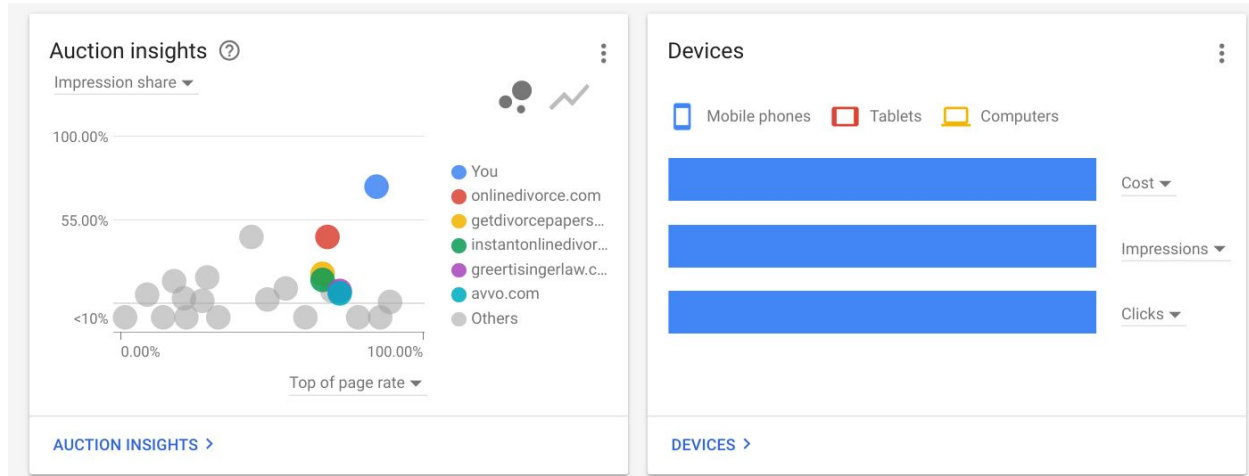 Auction insights
Impression share
100.00%
55.00%
<10%
0.00%
100.00%
Top of page rate
You
onlinedivorce.com
getdivorcepapers...
instantonlinedivor...
greertisingerlaw.c...
avvo.com
Others
AUCTION INSIGHTS >
Devices
Mobile phones
Tablets
Computers
Cost
Impressions
Clicks
DEVICES >